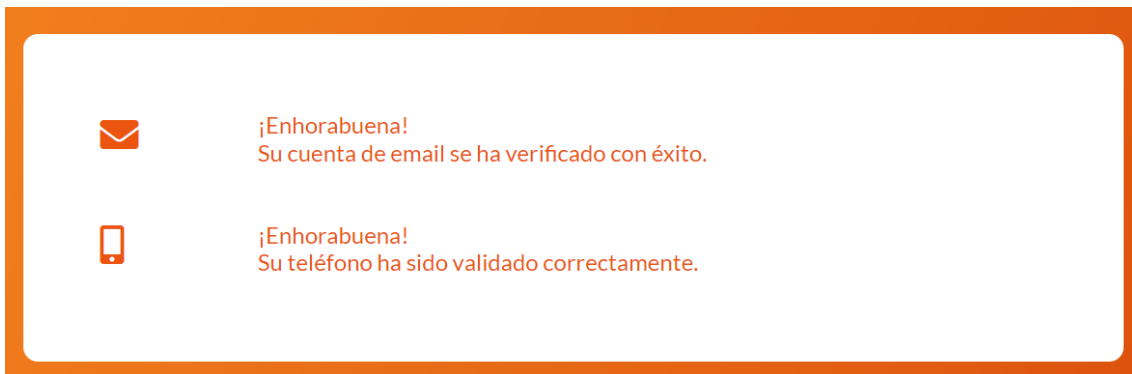 ¡Enhorabuena!
Su cuenta de email se ha verificado con éxito.
¡Enhorabuena!
Su teléfono ha sido validado correctamente.